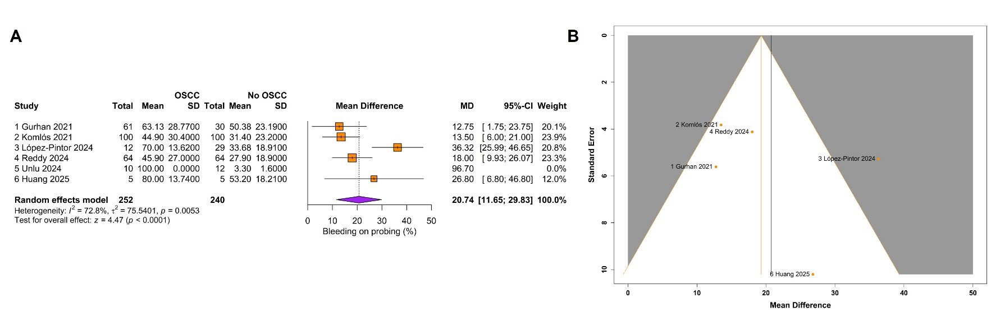 A
OSCC No OSCC
Study Total Mean SD Total Mean SD Mean Difference MD 95%-CI Weight
1 Gurhan 2021 61 63.13 28.7700 30 50.38 23.1900 12.75 [ 1.75; 23.75] 20.1%
2 Komlós 2021 100 44.90 30.4000 100 31.40 23.2000 13.50 [ 6.00; 21.00] 23.9%
3 López-Pintor 2024 12 70.00 13.6200 29 33.68 18.9100 36.32 [25.99; 46.65] 20.8%
4 Reddy 2024 64 45.90 27.0000 64 27.90 18.9000 18.00 [ 9.93; 26.07] 23.3%
5 Unlu 2024 10 100.00 0.0000 12 3.30 1.6000 96.70 0.0%
6 Huang 2025 5 80.00 13.7400 5 53.20 18.2100 26.80 [ 6.80; 46.80] 12.0%
Random effects model 252 240 20.74 [11.65; 29.83] 100.0%
Heterogeneity: I² = 72.8%, τ² = 75.5401, p = 0.0053
Test for overall effect: z = 4.47 (p < 0.0001)
0 10 20 30 40 50
Bleeding on probing (%)
B
Standard Error
0
2
4
6
8
10
2 Komlós 2021
4 Reddy 2024
3 López-Pintor 2024
1 Gurhan 2021
6 Huang 2025
0 10 20 30 40 50
Mean Difference